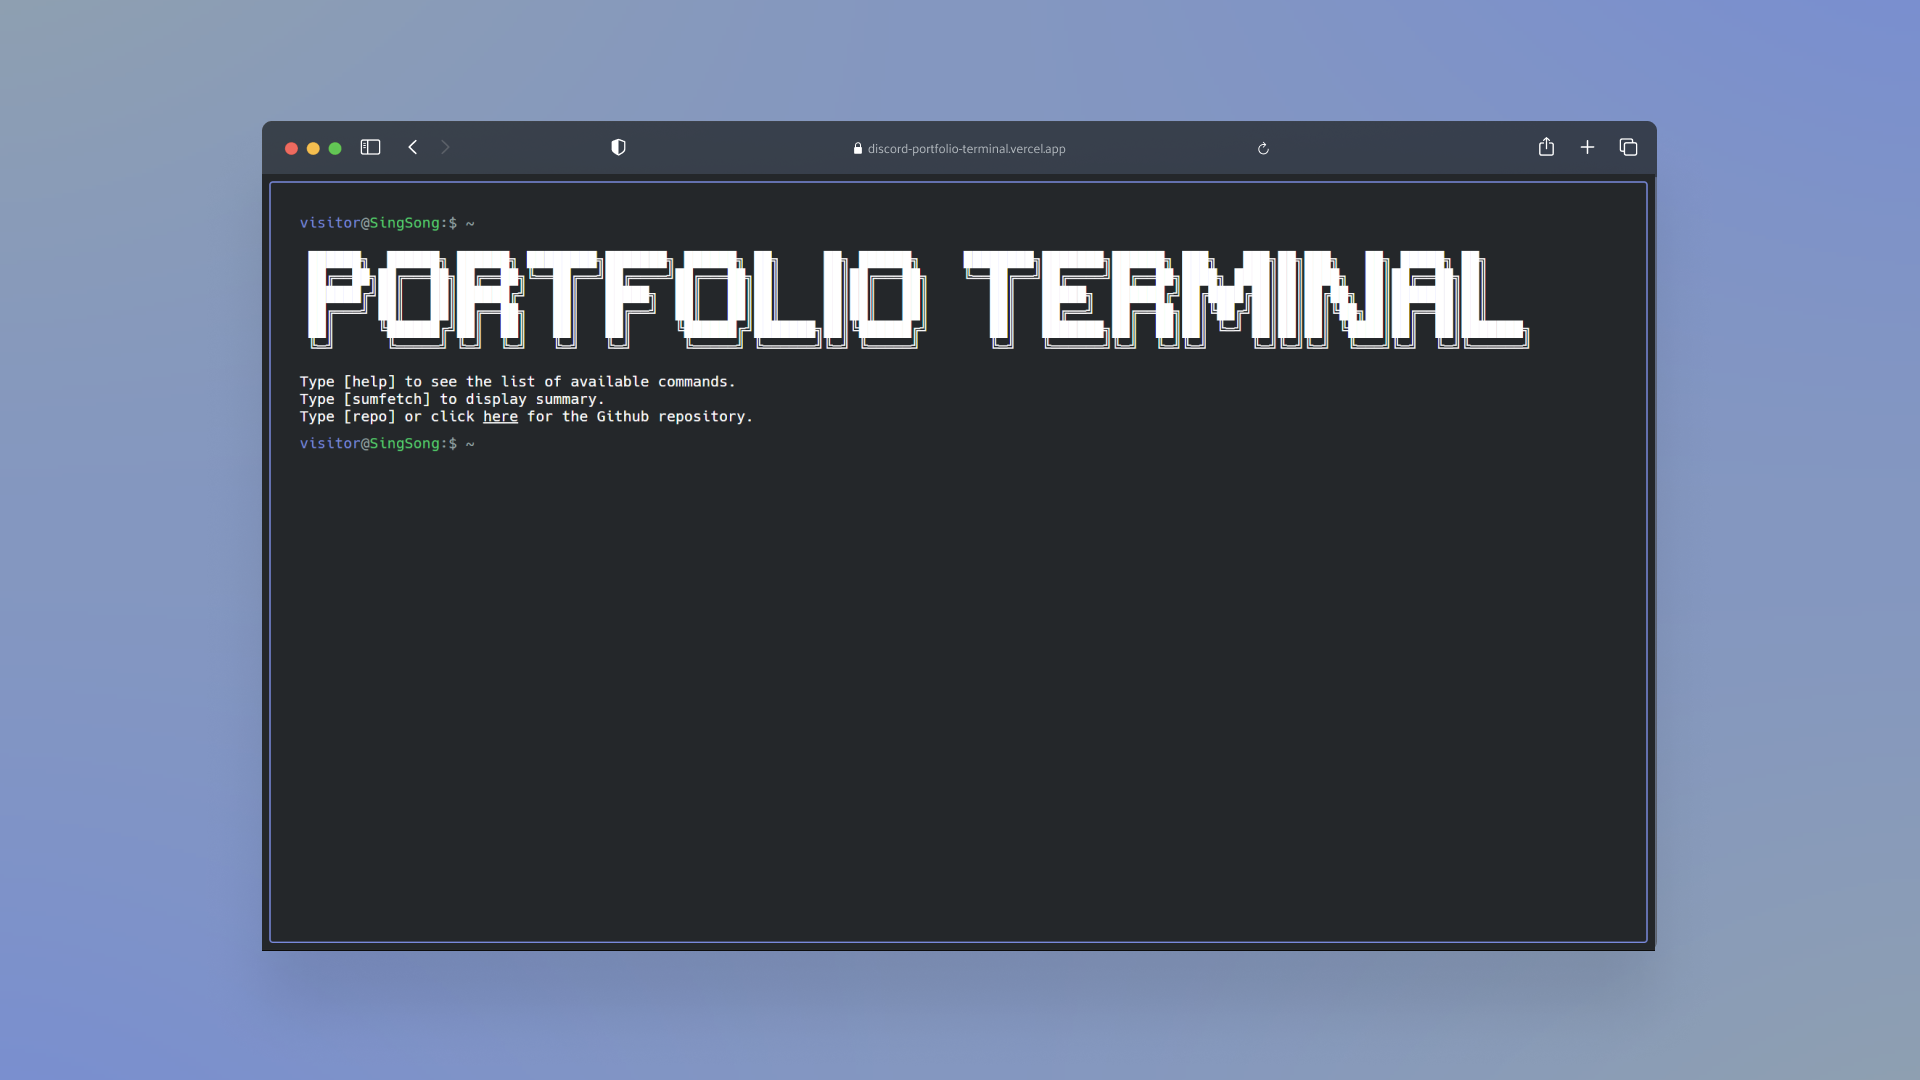 discord-portfolio-terminal.vercel.app
visitor@SingSong:$ ~
PORTFOLIO TERMINAL
Type [help] to see the list of available commands.
Type [sumfetch] to display summary.
Type [repo] or click here for the Github repository.
visitor@SingSong:$ ~